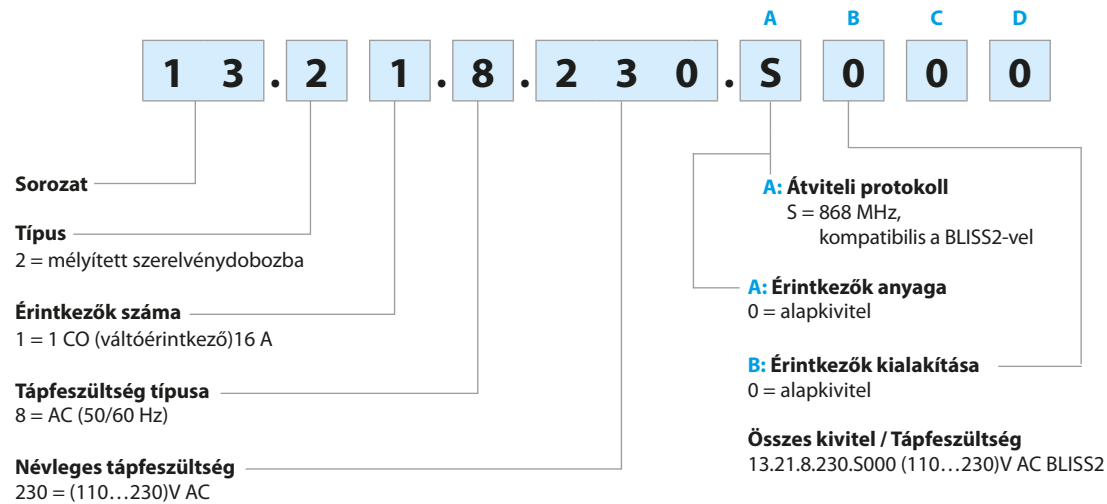 A B C D
1 3 . 2 1 . 8 . 2 3 0 . S 0 0 0
Sorozat
Típus
2 = mélyített szerelvénydobozba
Érintkezők száma
1 = 1 CO (váltóérintkező)16 A
Tápfeszültség típusa
8 = AC (50/60 Hz)
Névleges tápfeszültség
230 = (110…230)V AC
A: Átviteli protokoll
S = 868 MHz,
kompatibilis a BLISS2-vel
A: Érintkezők anyaga
0 = alapkivitel
B: Érintkezők kialakítása
0 = alapkivitel
Összes kivitel / Tápfeszültség
13.21.8.230.S000 (110…230)V AC BLISS2